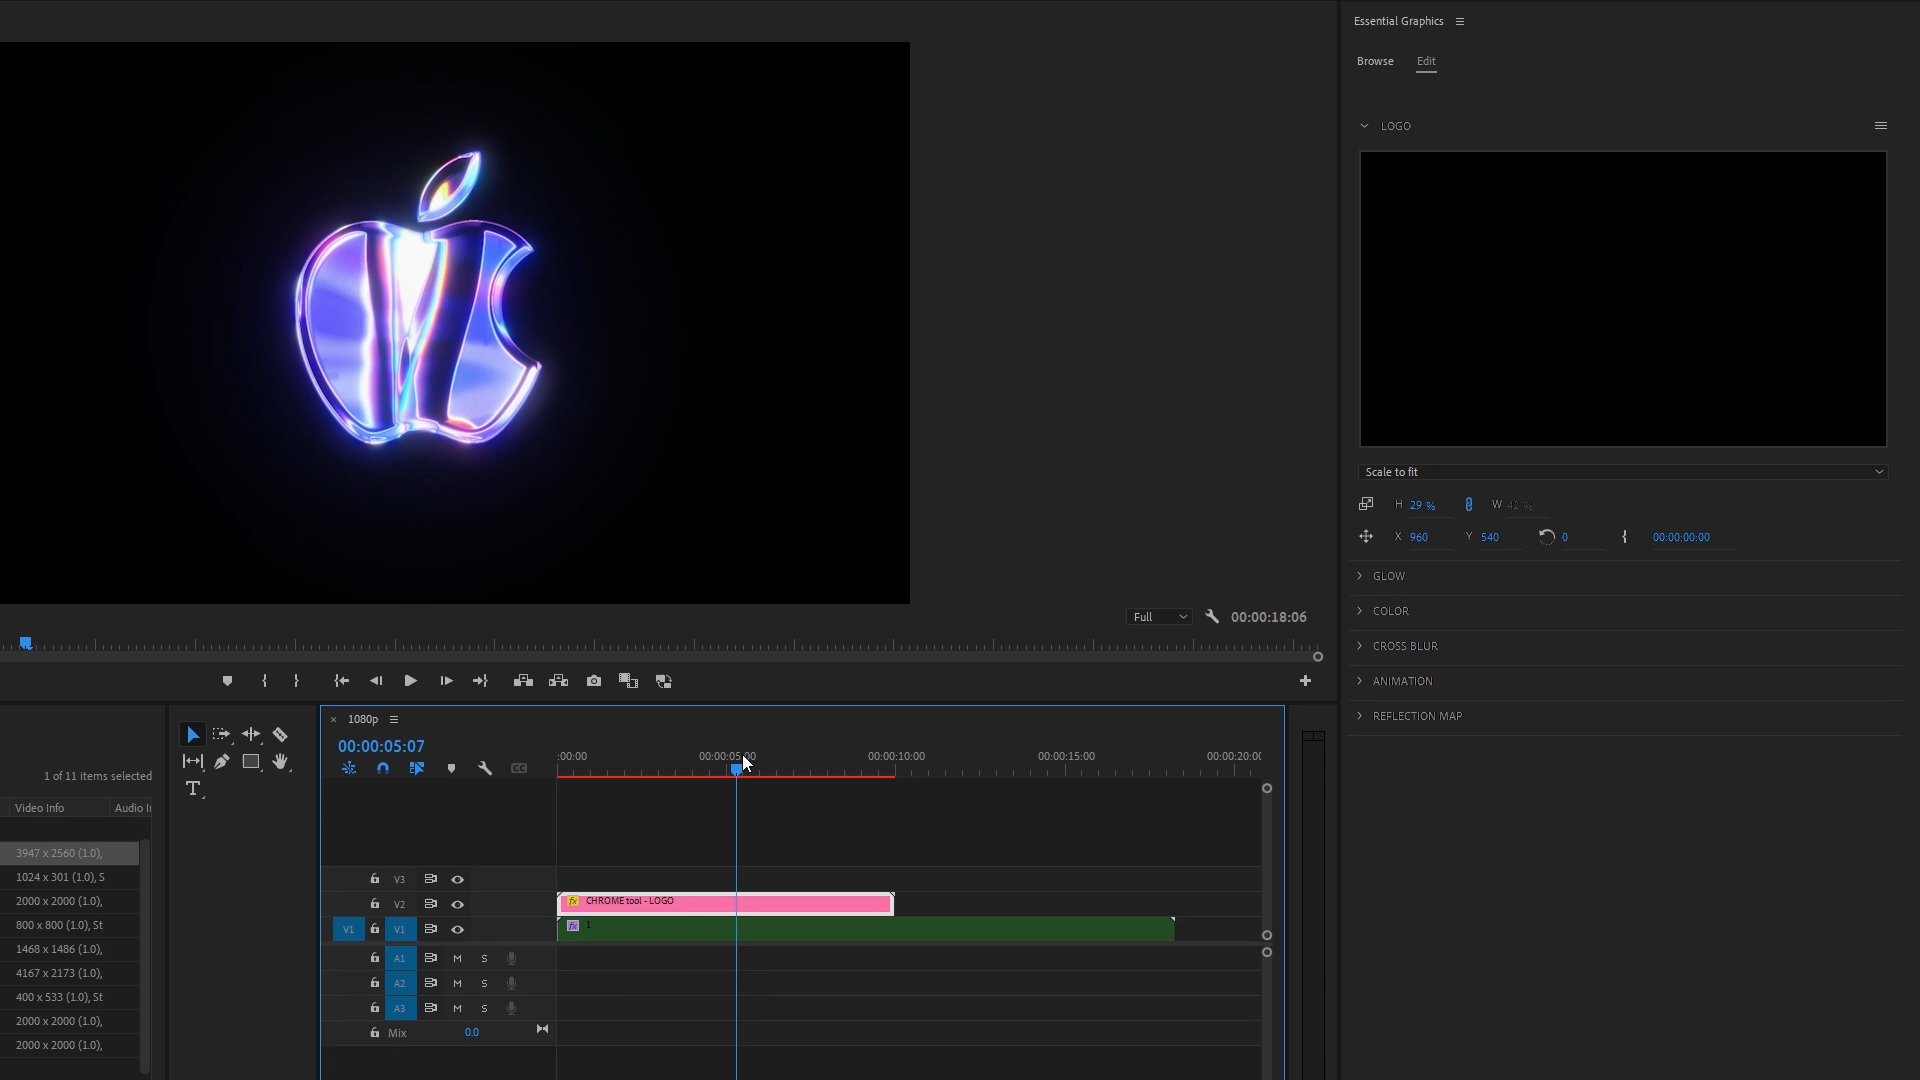 Essential Graphics
Browse Edit
LOGO
Scale to fit
H 29 % W 42 %
X 960 Y 540 0 00:00:00:00
GLOW
COLOR
CROSS BLUR
ANIMATION
REFLECTION MAP
Full 00:00:18:06
1 of 11 items selected
Video Info Audio I
3947 x 2560 (1.0),
1024 x 301 (1.0), S
2000 x 2000 (1.0),
800 x 800 (1.0), St
1468 x 1486 (1.0),
4167 x 2173 (1.0),
400 x 533 (1.0), St
2000 x 2000 (1.0),
2000 x 2000 (1.0),
T
× 1080p
00:00:05:07
:00:00 00:00:05:00 00:00:10:00 00:00:15:00 00:00:20:00
CC
V3
V2 fx CHROME tool - LOGO
V1 V1 fx 1
A1 M S
A2 M S
A3 M S
Mix 0.0